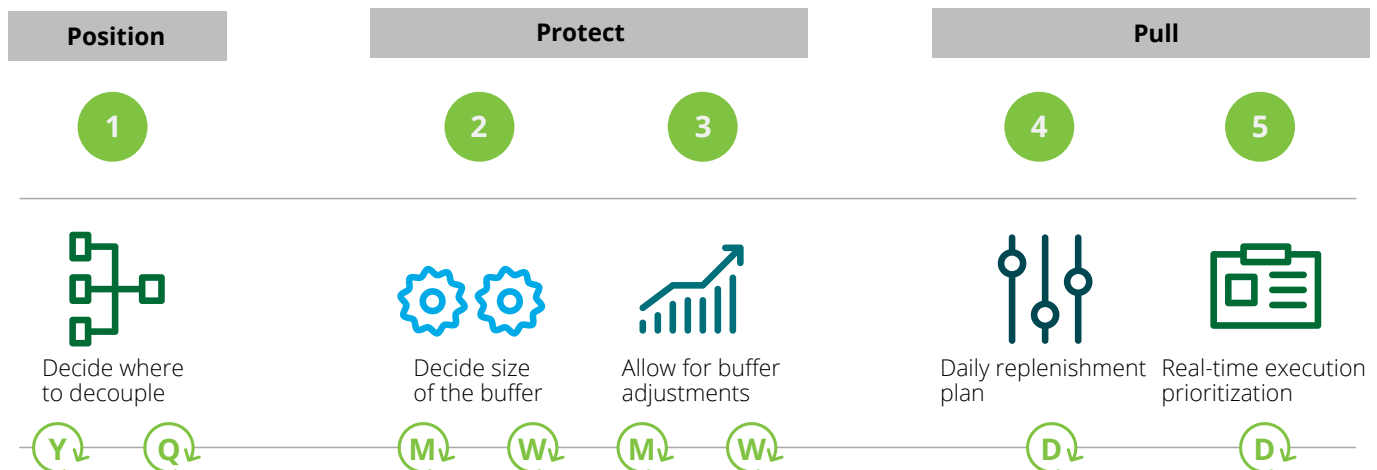 Position
Protect
Pull
1
2
3
4
5
Decide where
to decouple
Decide size
of the buffer
Allow for buffer
adjustments
Daily replenishment
plan
Real-time execution
prioritization
Y
Q
M
W
M
W
D
D